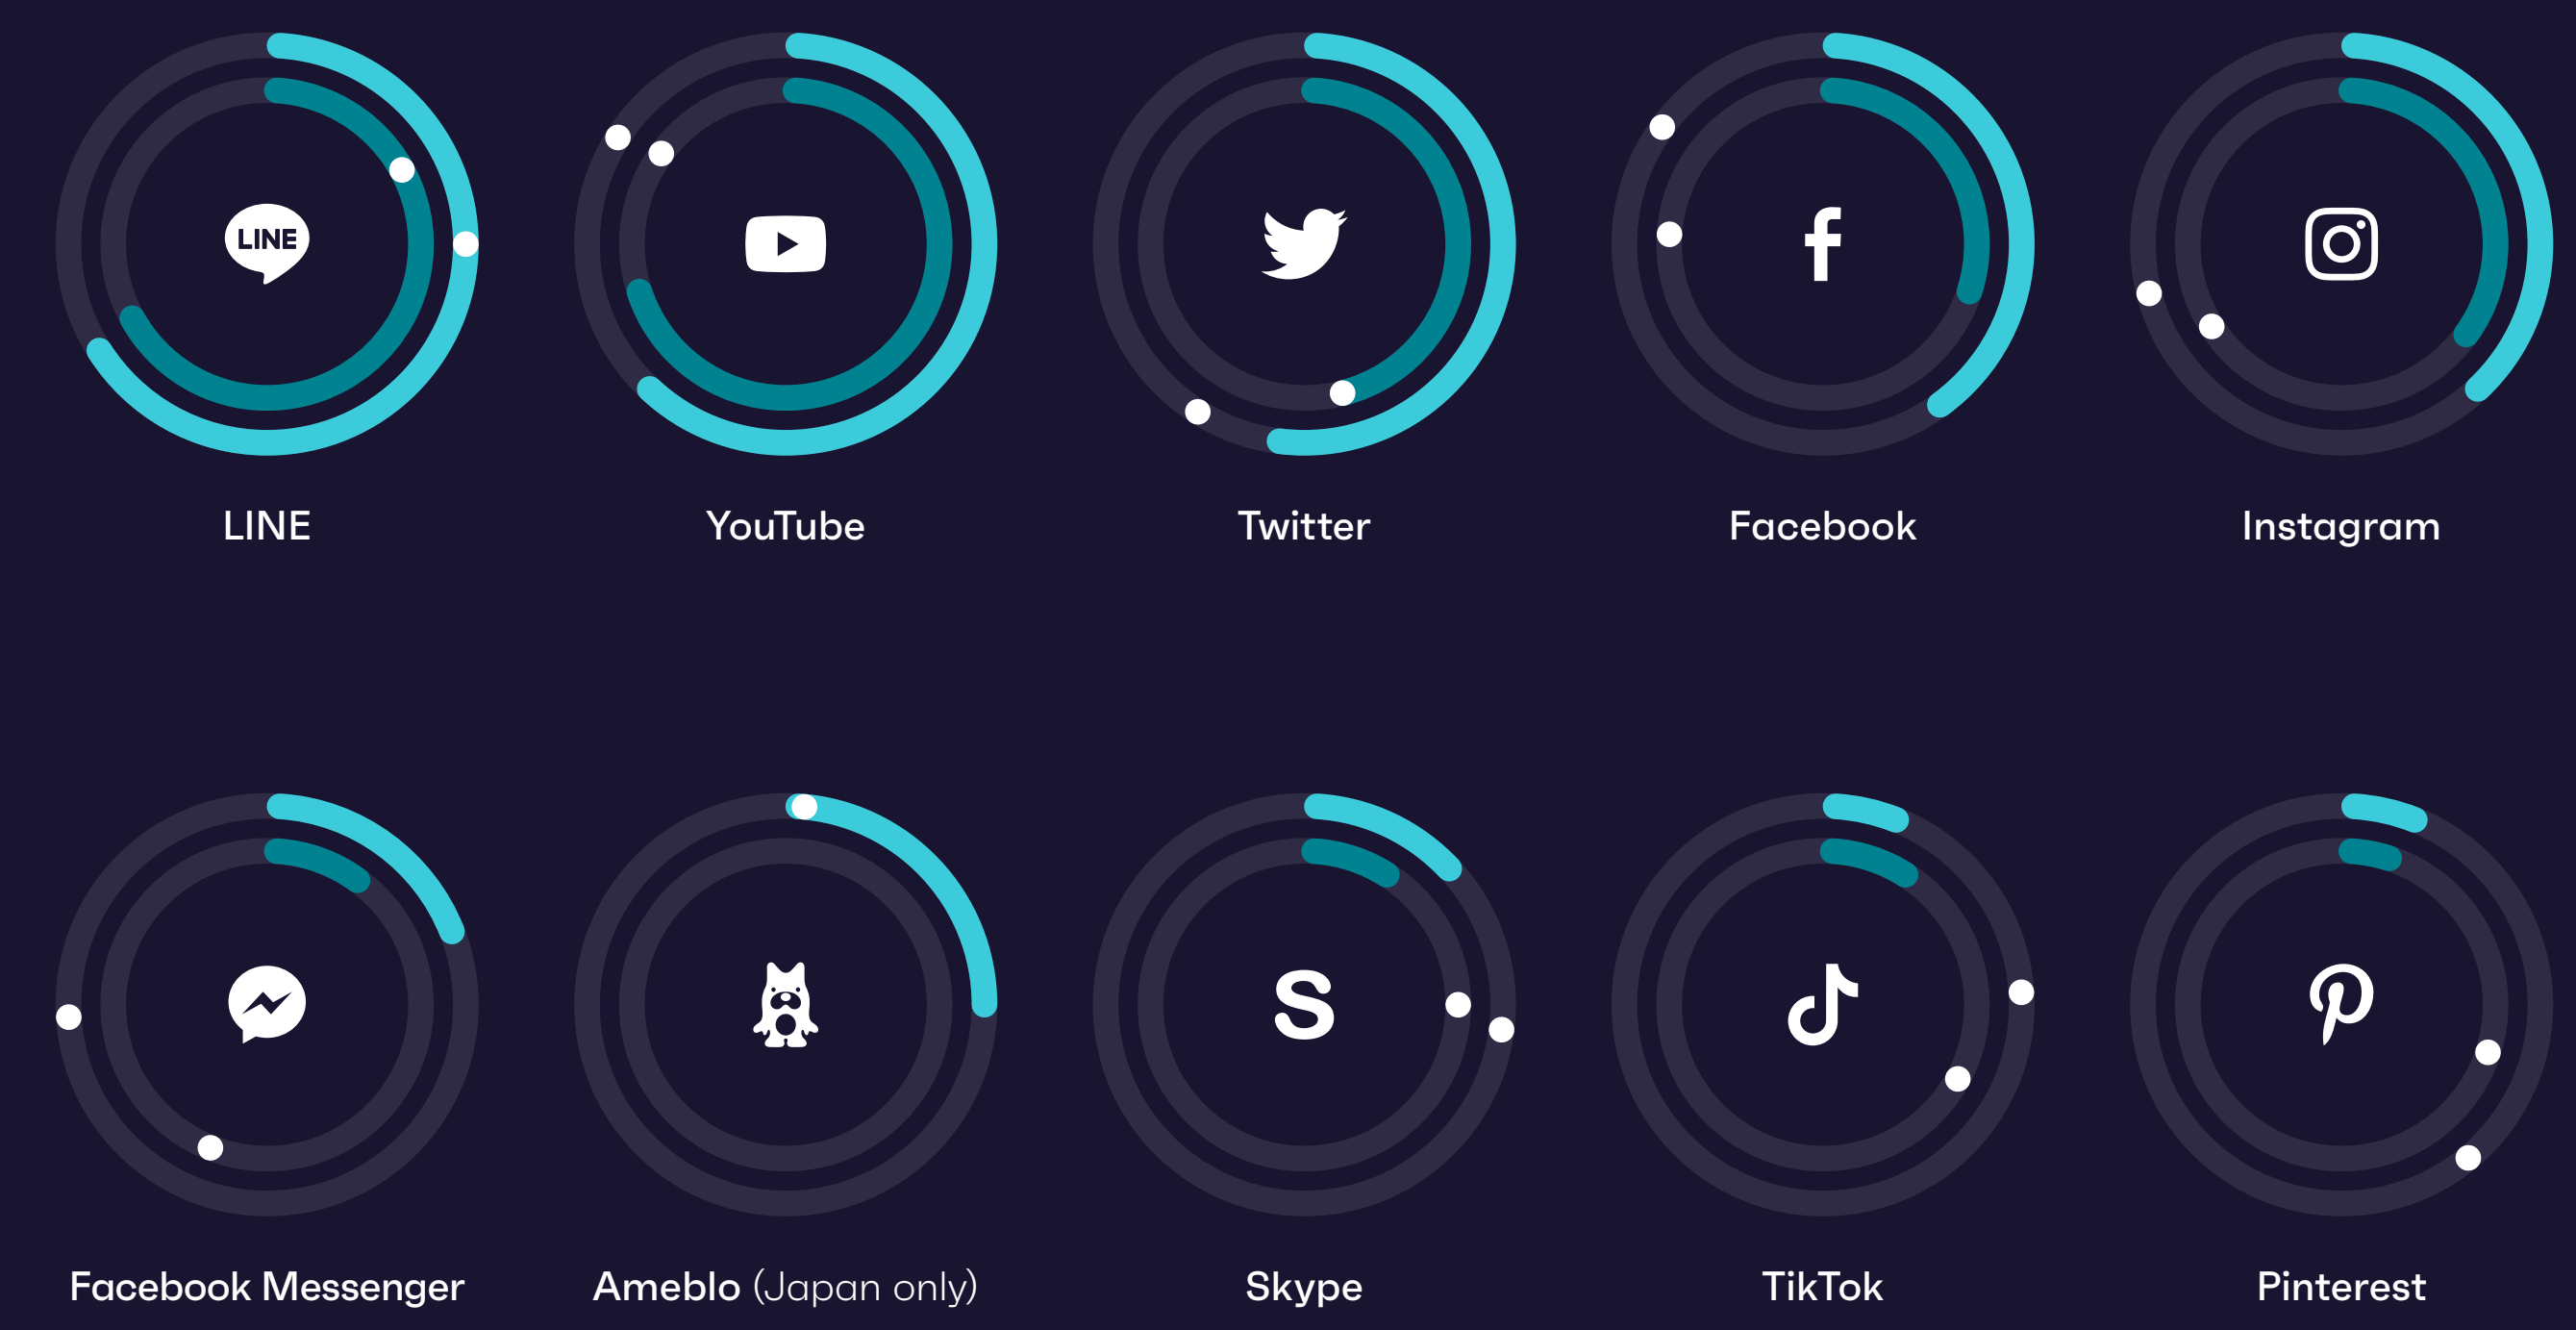 LINE
LINE
YouTube
Twitter
Facebook
Instagram
Facebook Messenger
Ameblo (Japan only)
Skype
TikTok
Pinterest